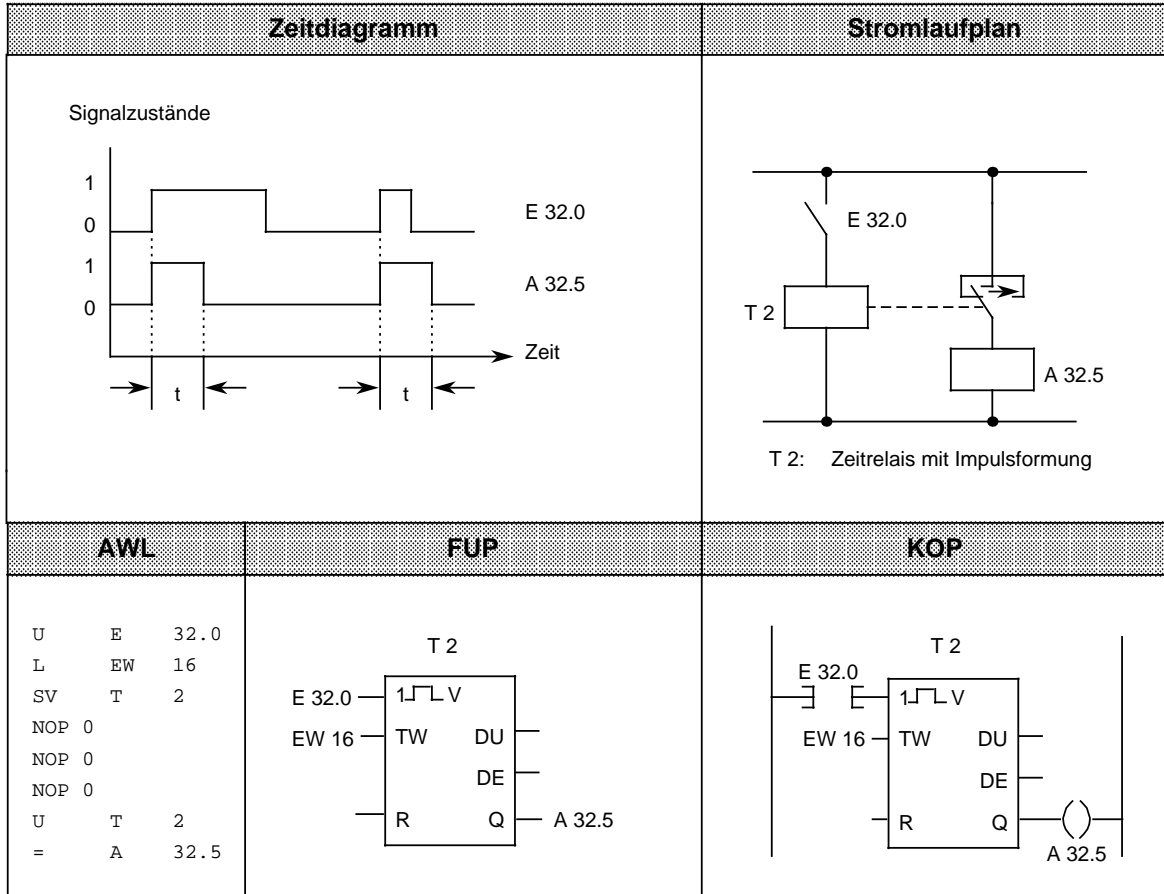 Zeitdiagramm
Stromlaufplan
Signalzustände
1
0
E 32.0
1
0
A 32.5
Zeit
t
t
E 32.0
T 2
A 32.5
T 2: Zeitrelais mit Impulsformung
AWL
FUP
KOP
U E 32.0
L EW 16
SV T 2
NOP 0
NOP 0
NOP 0
U T 2
= A 32.5
T 2
E 32.0
1 V
EW 16
TW DU
DE
R Q
A 32.5
T 2
E 32.0
1 V
EW 16
TW DU
DE
R Q
A 32.5